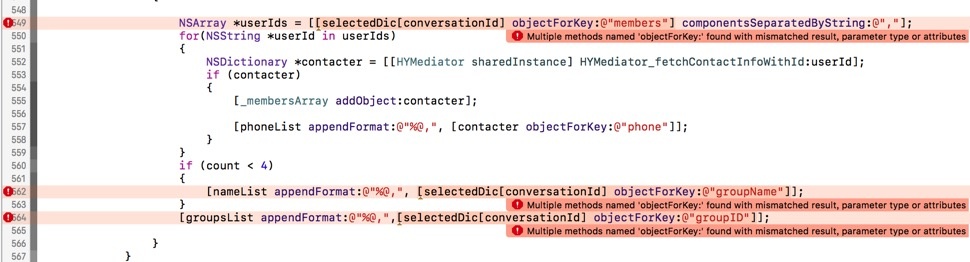 548 {
549 NSArray *userIds = [[selectedDic[conversationId] objectForKey:@"members"] componentsSeparatedByString:@","];
550 for(NSString *userId in userIds) Multiple methods named 'objectForKey:' found with mismatched result, parameter type or attributes
551 {
552 NSDictionary *contacter = [[HYMediator sharedInstance] HYMediator_fetchContactInfoWithId:userId];
553 if (contacter)
554 {
555 [_membersArray addObject:contacter];
556
557 [phoneList appendFormat:@"%@,", [contacter objectForKey:@"phone"]];
558 }
559 }
560 if (count < 4)
561 {
562 [nameList appendFormat:@"%@,", [selectedDic[conversationId] objectForKey:@"groupName"]];
563 } Multiple methods named 'objectForKey:' found with mismatched result, parameter type or attributes
564 [groupsList appendFormat:@"%@,",[selectedDic[conversationId] objectForKey:@"groupID"]];
565 Multiple methods named 'objectForKey:' found with mismatched result, parameter type or attributes
566 }
567 }